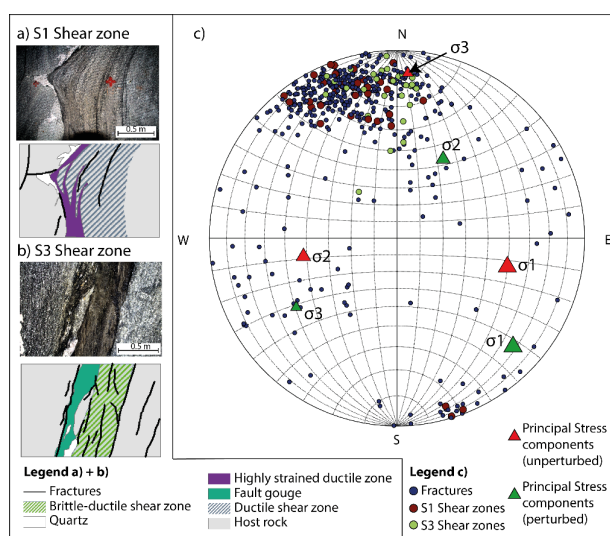 a) S1 Shear zone
0.5 m
b) S3 Shear zone
0.5 m
Legend a) + b)
Fractures
Brittle-ductile shear zone
Quartz
Highly strained ductile zone
Fault gouge
Ductile shear zone
Host rock
c)
N
σ3
σ2
W
E
σ2
σ1
σ3
σ1
S
Legend c)
Fractures
S1 Shear zones
S3 Shear zones
Principal Stress
components
(unperturbed)
Principal Stress
components
(perturbed)